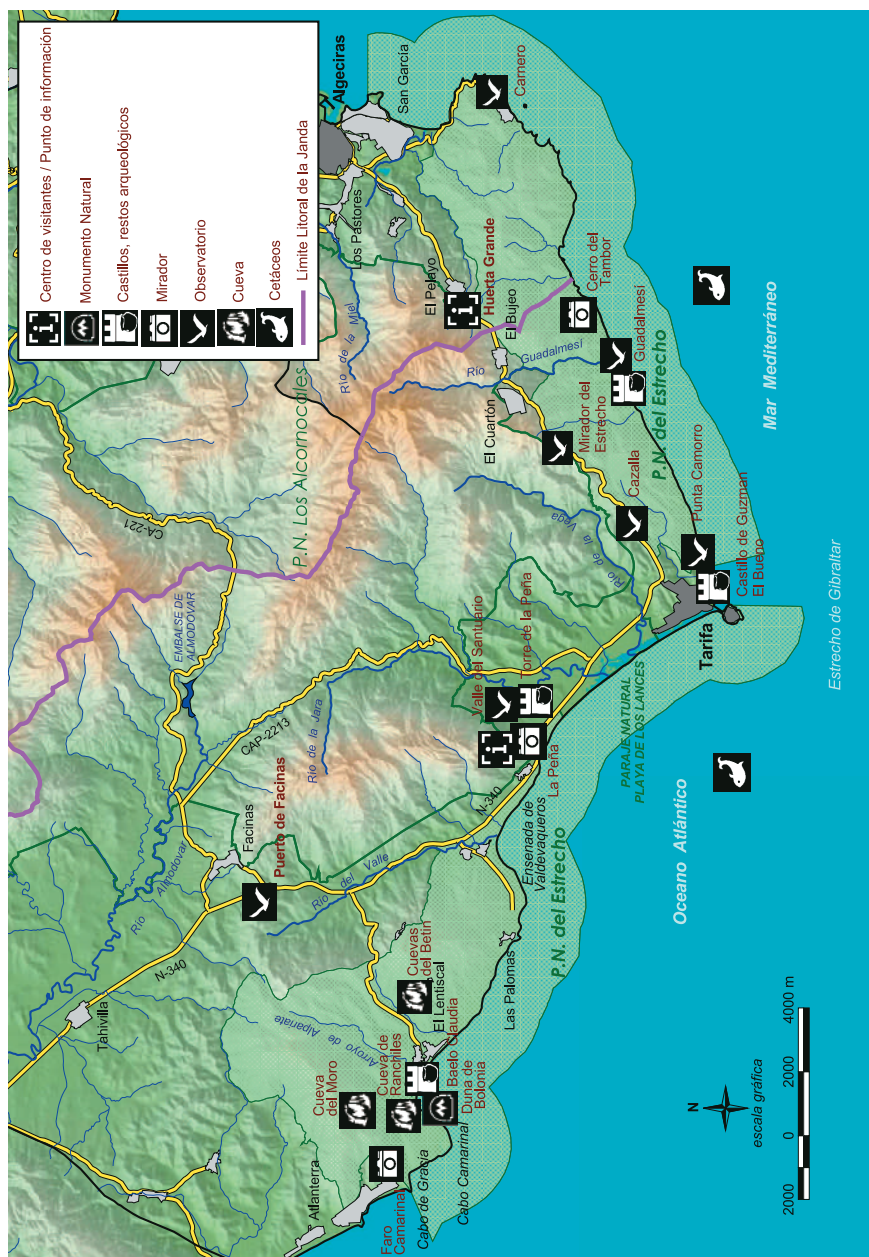 Centro de visitantes / Punto de información
Monumento Natural
Castillos, restos arqueológicos
Mirador
Observatorio
Cueva
Cetáceos
Límite Litoral de la Janda
CA-221
P.N. Los Alcornocales
EMBALSE DE
ALMODOVAR
Río de la Miel
Los Pastores
Algeciras
San García
Carnero
El Pelayo
Huerta Grande
El Bujeo
Río Guadalmesí
El Cuartón
Cerro del
Tambor
Guadalmesí
Mirador del
Estrecho
P.N. del Estrecho
Cazalla
Punta Camorro
Castillo de Guzman
El Bueno
Tarifa
Río de la Vega
Valle del Santuario
Torre de la Peña
La Peña
PARAJE NATURAL
PLAYA DE LOS LANCES
Río de la Jara
CAP-2213
N-340
Ensenada de
Valdevaqueros
P.N. del Estrecho
Facinas
Puerto de Facinas
Río Almodovar
Río del Valle
N-340
Tahivilla
Las Palomas
Cuevas
del Betin
El Lentiscal
Arroyo de Alpariate
Cueva
del Moro
Cueva de
Ranchiles
Baelo Claudia
Duna de
Bolonia
Atlanterra
Faro
Camarinal
Cabo de Gracia
Cabo Camarinal
Mar Mediterráneo
Estrecho de Gibraltar
Oceano Atlántico
N
escala gráfica
2000 0 2000 4000 m